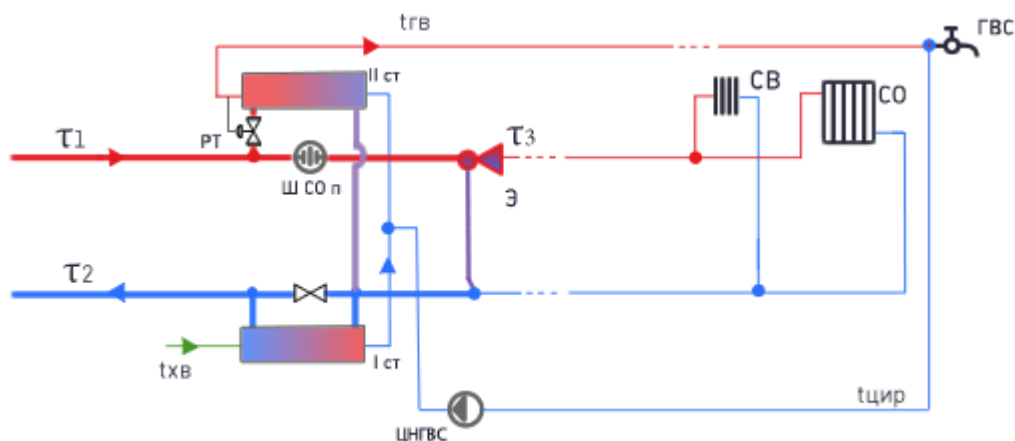 tгв
ГВС
II ст
СВ
СО
τ1
РТ
τ3
Ш СО п
Э
τ2
I ст
tхв
tцир
ЦНГВС